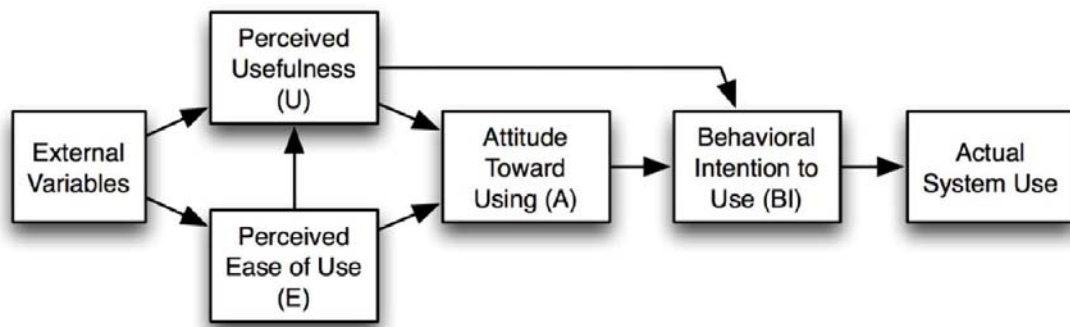 External
Variables
Perceived
Usefulness
(U)
Perceived
Ease of Use
(E)
Attitude
Toward
Using (A)
Behavioral
Intention to
Use (BI)
Actual
System Use